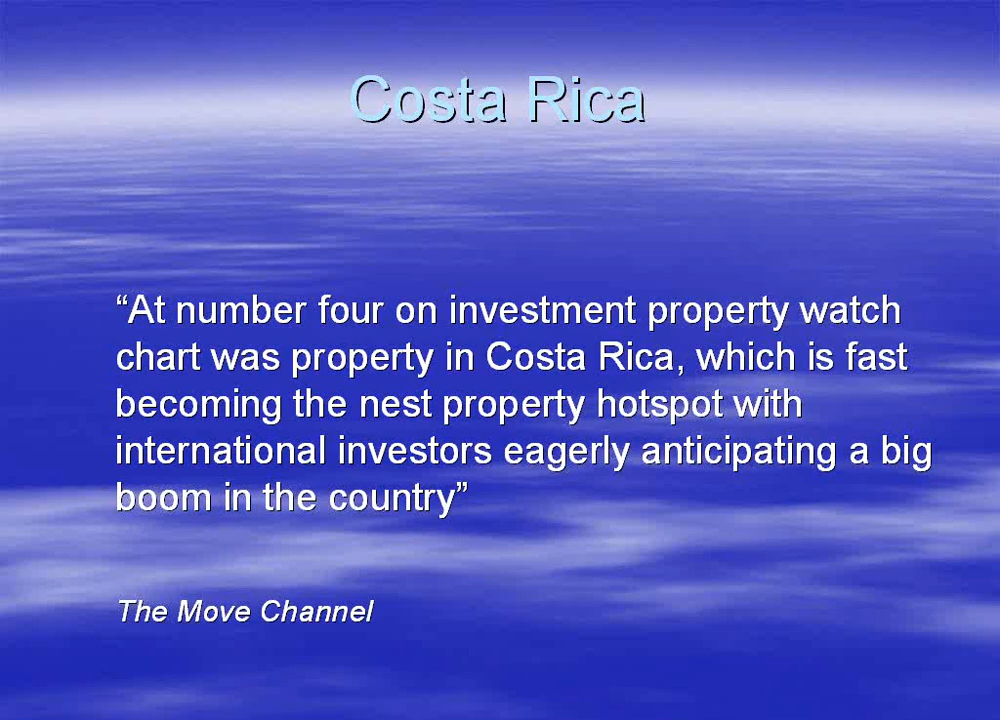 Costa Rica
“At number four on investment property watch
chart was property in Costa Rica, which is fast
becoming the nest property hotspot with
international investors eagerly anticipating a big
boom in the country”
The Move Channel